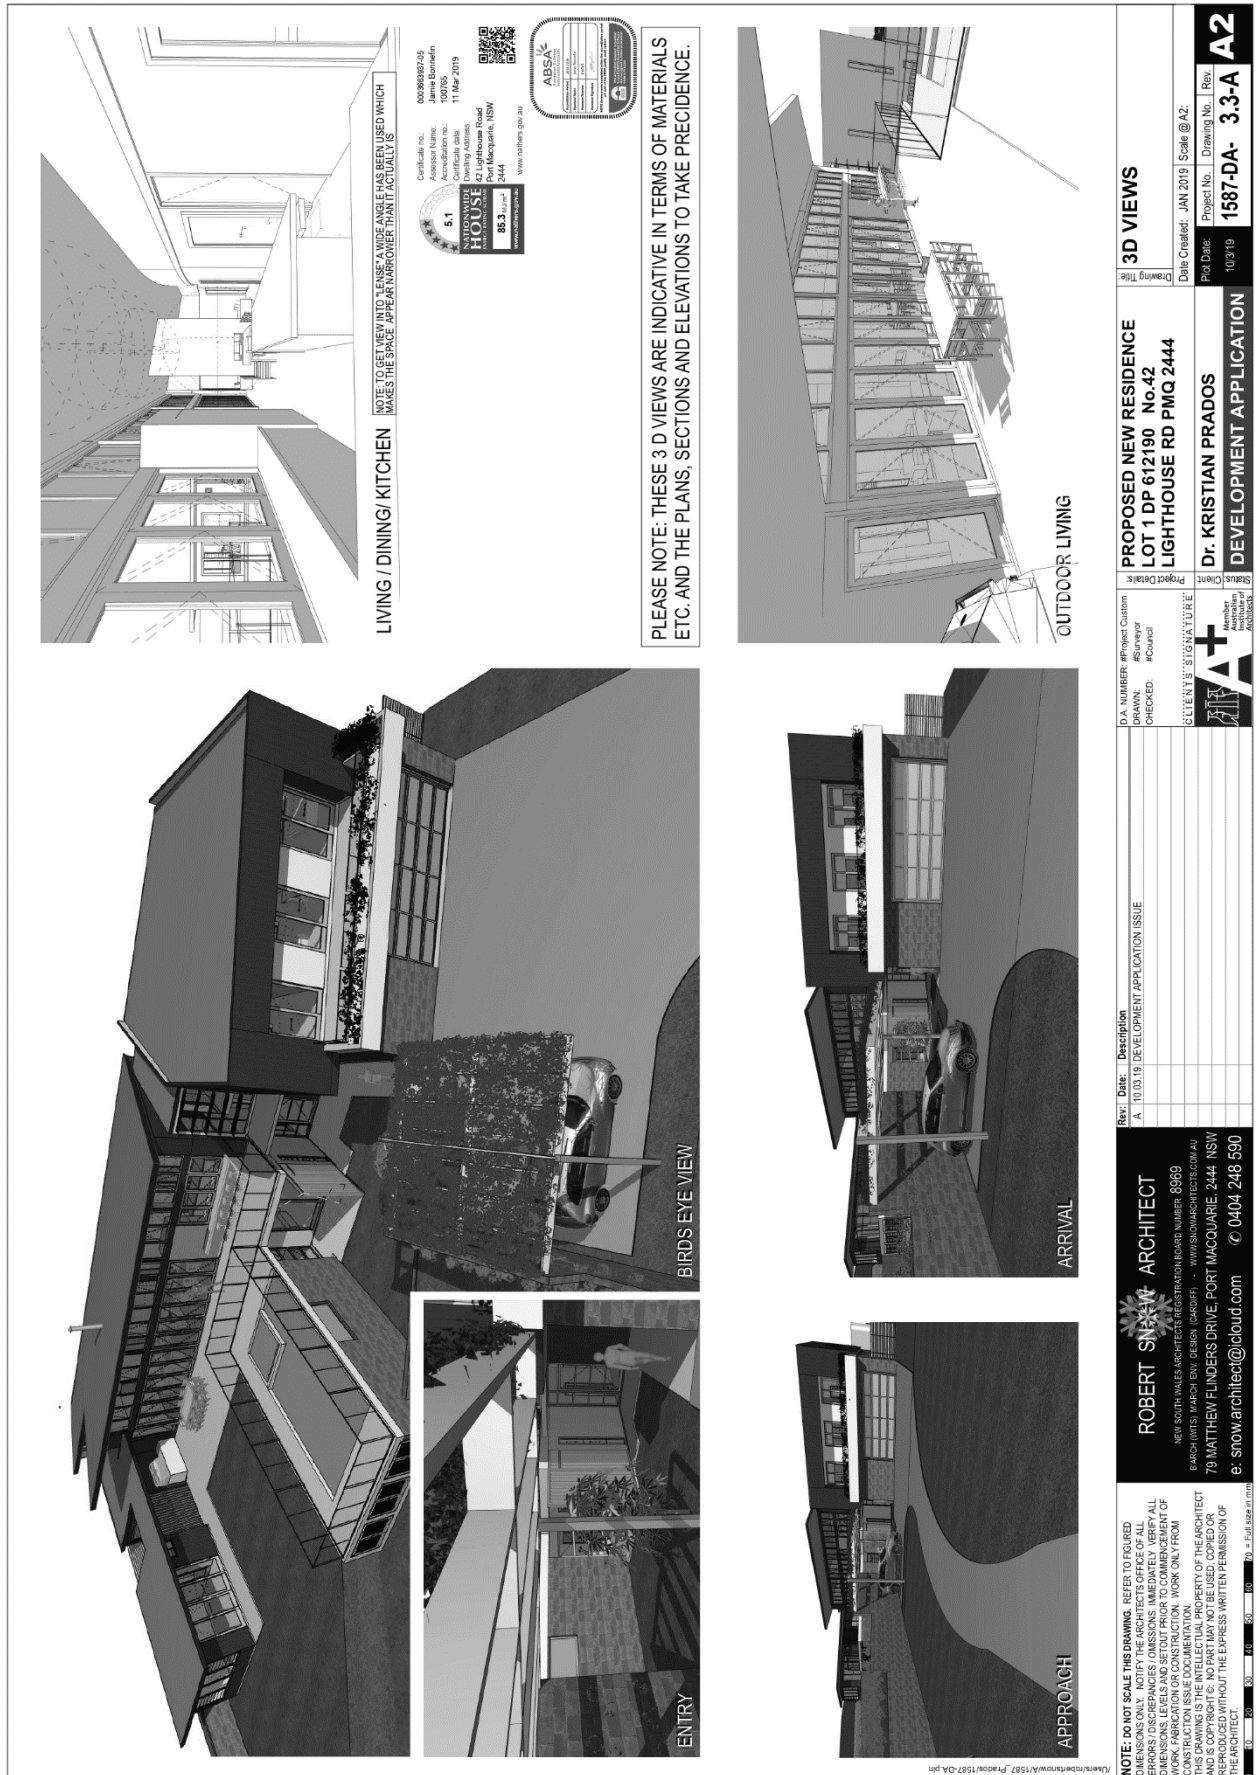 LIVING / DINING/ KITCHEN
NOTE: TO GET VIEW INTO "LENSE" A WIDE ANGLE HAS BEEN USED WHICH
MAKES THE SPACE APPEAR NARROWER THAN IT ACTUALLY IS
5.1
NATIONWIDE
HOUSE
85.3
www.nathers.gov.au
Certificate no.: 0003663937-05
Assessor Name: Jamie Bonnefin
Accreditation no.: 100765
Certificate date: 11 Mar 2019
Dwelling Address:
42 Lighthouse Road
Port Macquarie, NSW
2444
www.nathers.gov.au
ABSA
PLEASE NOTE: THESE 3 D VIEWS ARE INDICATIVE IN TERMS OF MATERIALS
ETC. AND THE PLANS, SECTIONS AND ELEVATIONS TO TAKE PRECIDENCE.
BIRDS EYE VIEW
ENTRY
OUTDOOR LIVING
ARRIVAL
APPROACH
/Users/robertsnow/A/1587/1587_Prados/1587-DA.pln
NOTE: DO NOT SCALE THIS DRAWING. REFER TO FIGURED
DIMENSIONS ONLY. NOTIFY THE ARCHITECTS OFFICE OF ALL
ERRORS / DISCREPANCIES / OMISSIONS. IMMEDIATELY VERIFY ALL
DIMENSIONS, LEVELS AND SETOUT PRIOR TO COMMENCEMENT OF
WORK, FABRICATION OR CONSTRUCTION. WORK ONLY FROM
CONSTRUCTION ISSUE DOCUMENTATION.
THIS DRAWING IS THE INTELLECTUAL PROPERTY OF THE ARCHITECT
AND IS COPYRIGHT ©: NO PART MAY NOT BE USED, COPIED OR
REPRODUCED WITHOUT THE EXPRESS WRITTEN PERMISSION OF
THE ARCHITECT.
10 20 30 40 50 60 70 = Full size in mm
ROBERT SNOW ARCHITECT
NEW SOUTH WALES ARCHITECTS REGISTRATION BOARD NUMBER 8969
B'ARCH (WITS) M'ARCH ENV. DESIGN (CARDIFF) - WWW.SNOWARCHITECTS.COM.AU
79 MATTHEW FLINDERS DRIVE, PORT MACQUARIE. 2444 NSW
e: snow.architect@icloud.com ✆ 0404 248 590
Rev: Date: Description
A 10.03.19 DEVELOPMENT APPLICATION ISSUE
D.A. NUMBER: #Project Custom
DRAWN: #Surveyor
CHECKED: #Council
CLIENTS SIGNATURE
A+
Member
Australian
Institute of
Architects
Project Details:
PROPOSED NEW RESIDENCE
LOT 1 DP 612190 No.42
LIGHTHOUSE RD PMQ 2444
Client:
Dr. KRISTIAN PRADOS
Status:
DEVELOPMENT APPLICATION
Drawing Title:
3D VIEWS
Date Created: JAN 2019 Scale @ A2:
Plot Date: Project No. Drawing No. Rev.
10/3/19 1587-DA- 3.3-A A2